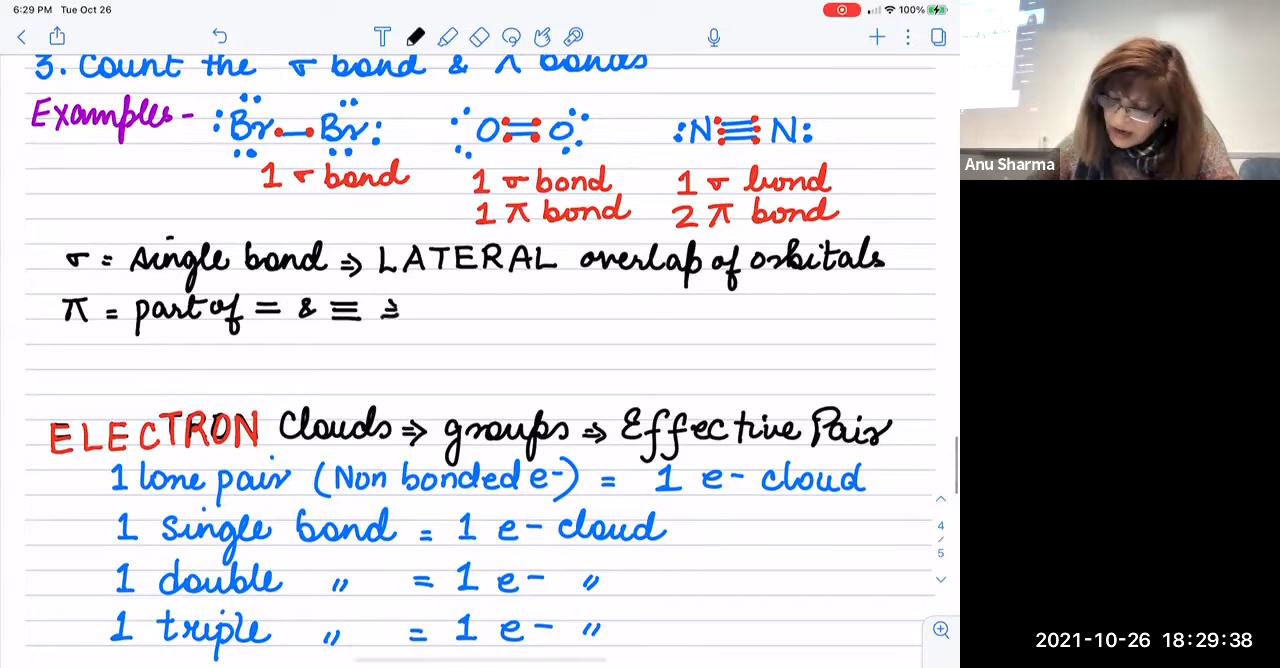 6:29 PM Tue Oct 26
100%
3. Count the σ bond & π bonds
Examples - :Br — Br: O = O :N ≡ N:
1 σ bond 1 σ bond 1 σ bond
1 π bond 2 π bond
σ = single bond ⇒ LATERAL overlap of orbitals
π = part of = & ≡ ⇒
ELECTRON Clouds ⇒ groups ⇒ Effective Pair
1 lone pair (Non bonded e-) = 1 e- cloud
1 single bond = 1 e- cloud
1 double " = 1 e- "
1 triple " = 1 e- "
4/5
Anu Sharma
2021-10-26 18:29:38